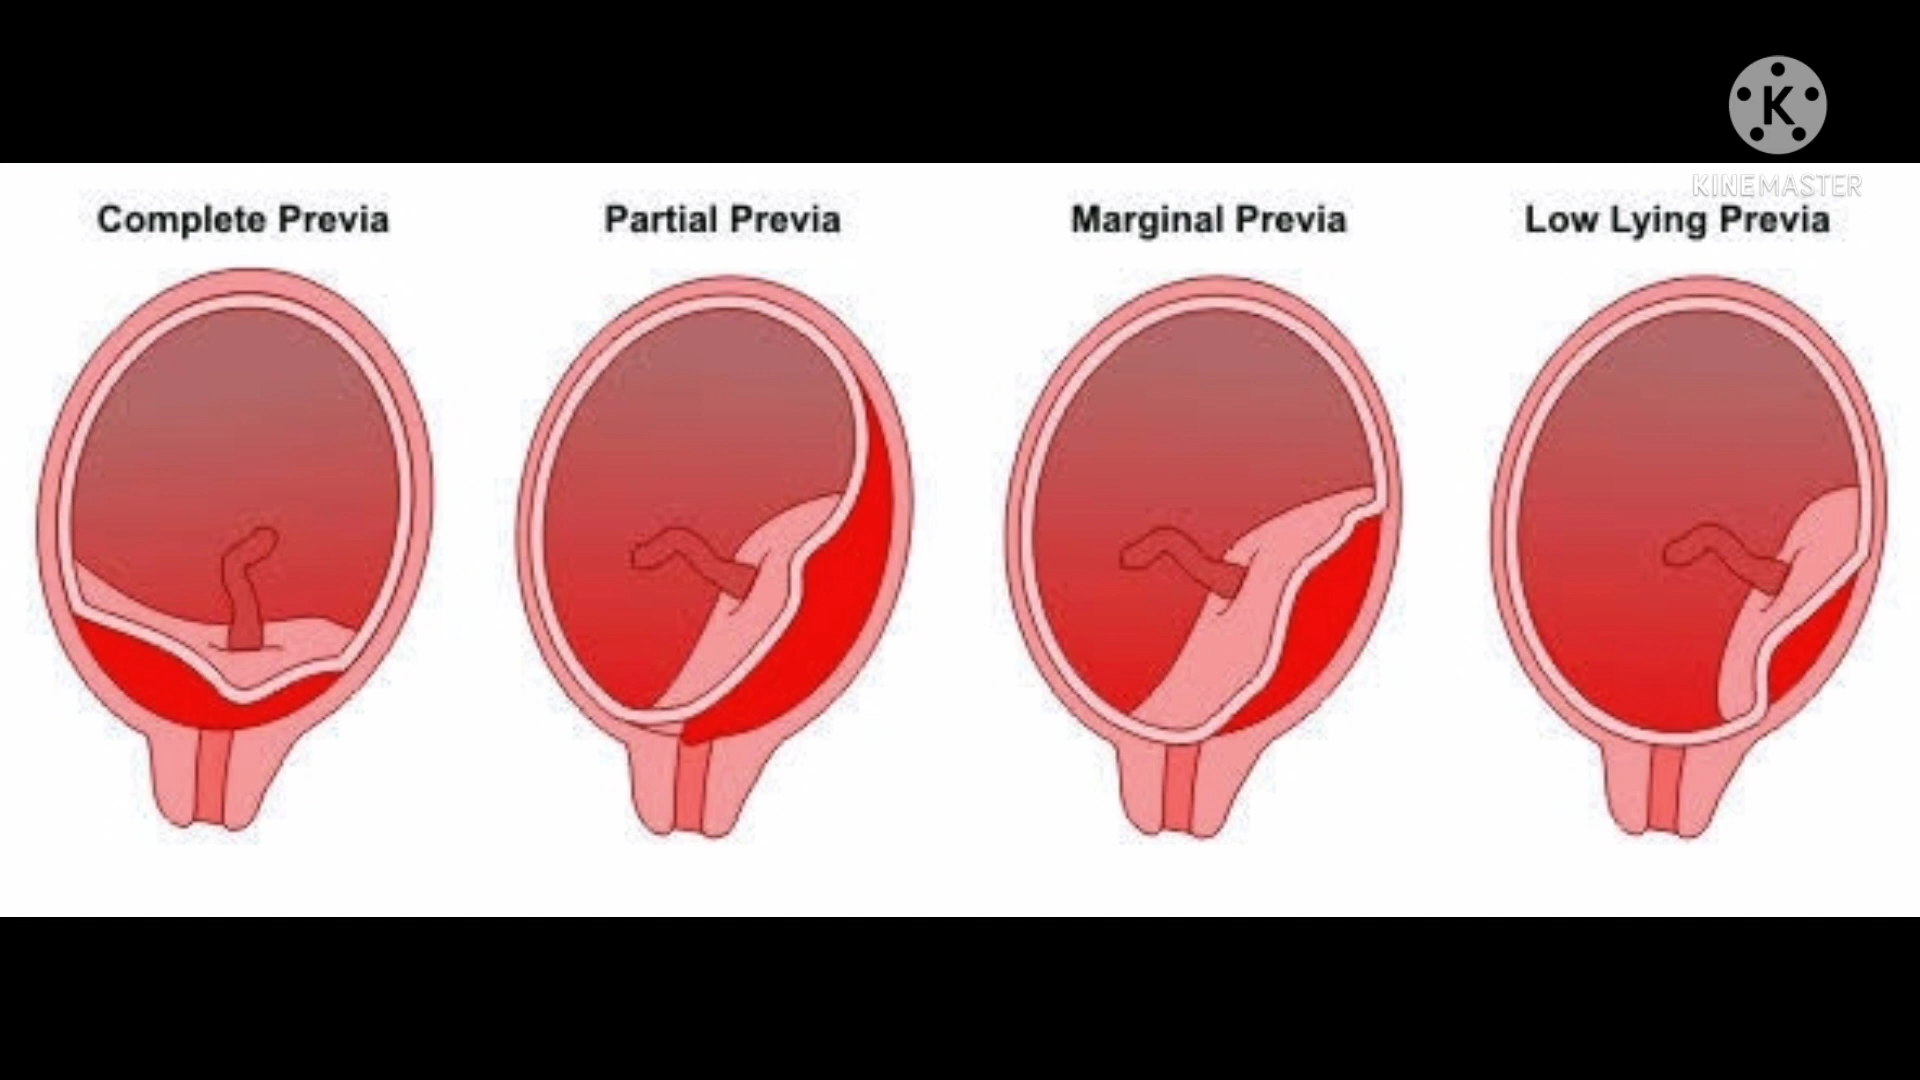 K
KINEMASTER
Complete Previa
Partial Previa
Marginal Previa
Low Lying Previa